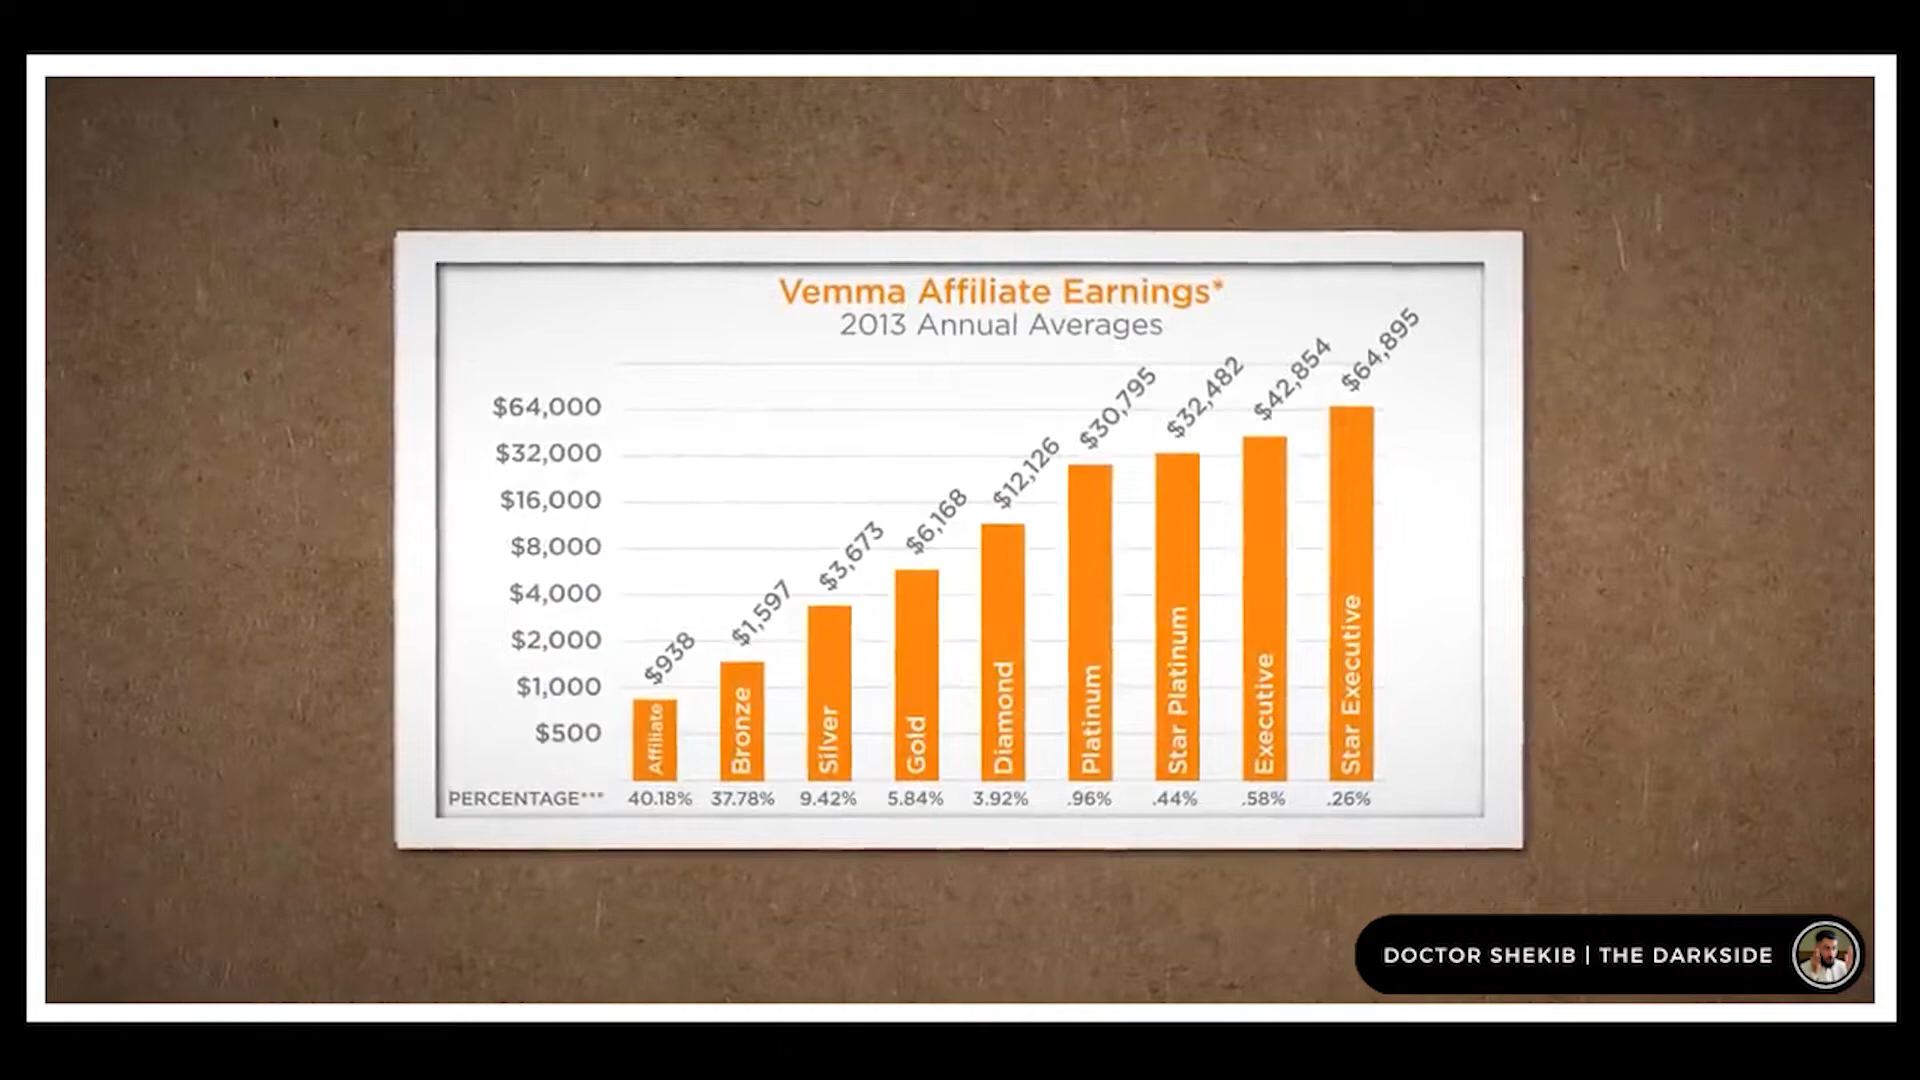 Vemma Affiliate Earnings*
2013 Annual Averages
$64,000
$32,000
$16,000
$8,000
$4,000
$2,000
$1,000
$500
$938
$1,597
$3,673
$6,168
$12,126
$30,795
$32,482
$42,854
$64,895
Affiliate
Bronze
Silver
Gold
Diamond
Platinum
Star Platinum
Executive
Star Executive
PERCENTAGE*** 40.18% 37.78% 9.42% 5.84% 3.92% .96% .44% .58% .26%
DOCTOR SHEKIB | THE DARKSIDE